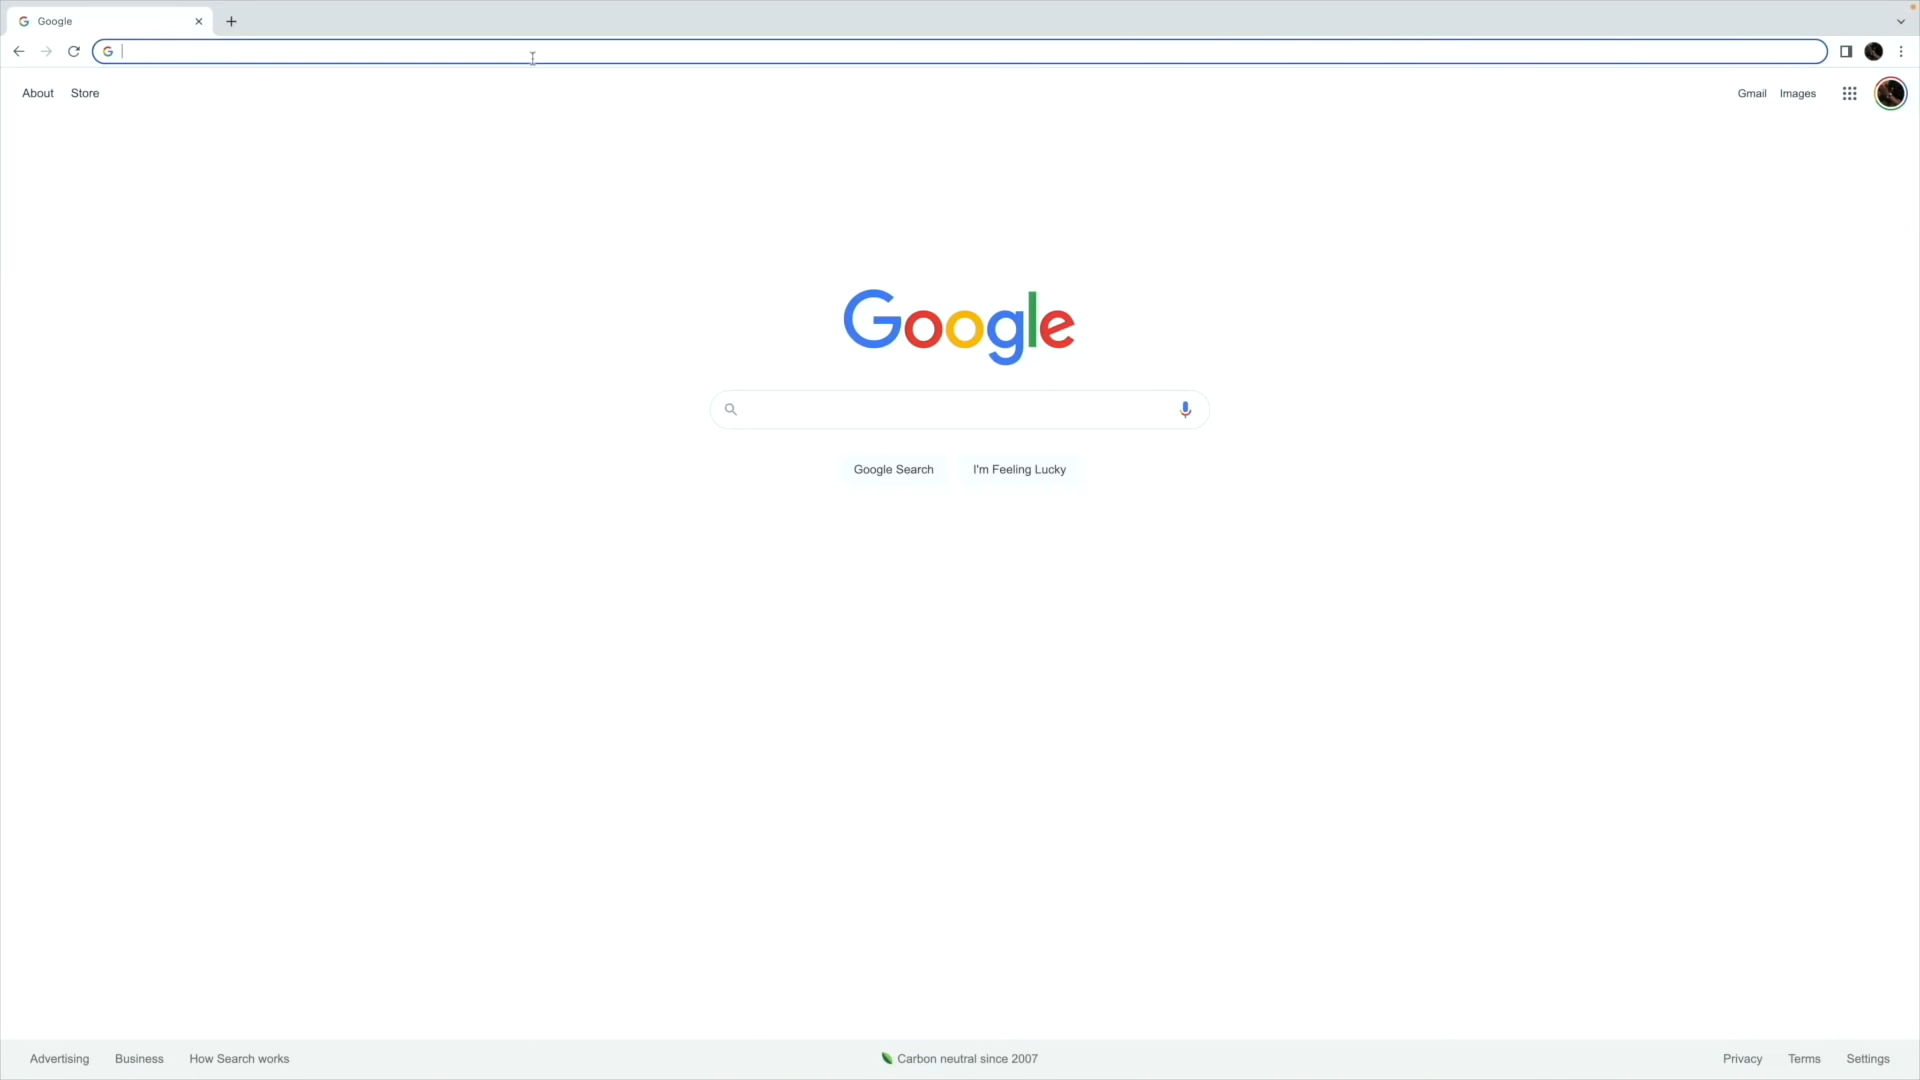 Google
About Store Gmail Images
Google
Google Search I'm Feeling Lucky
Advertising Business How Search works Carbon neutral since 2007 Privacy Terms Settings